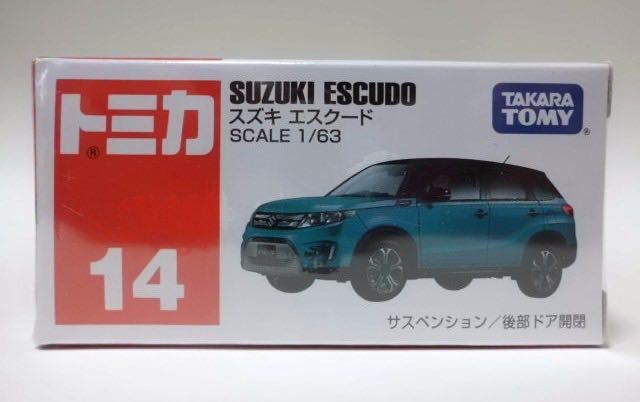 トミカ
®
14
SUZUKI ESCUDO
スズキ エスクード
SCALE 1/63
TAKARA
TOMY
®
サスペンション/後部ドア開閉